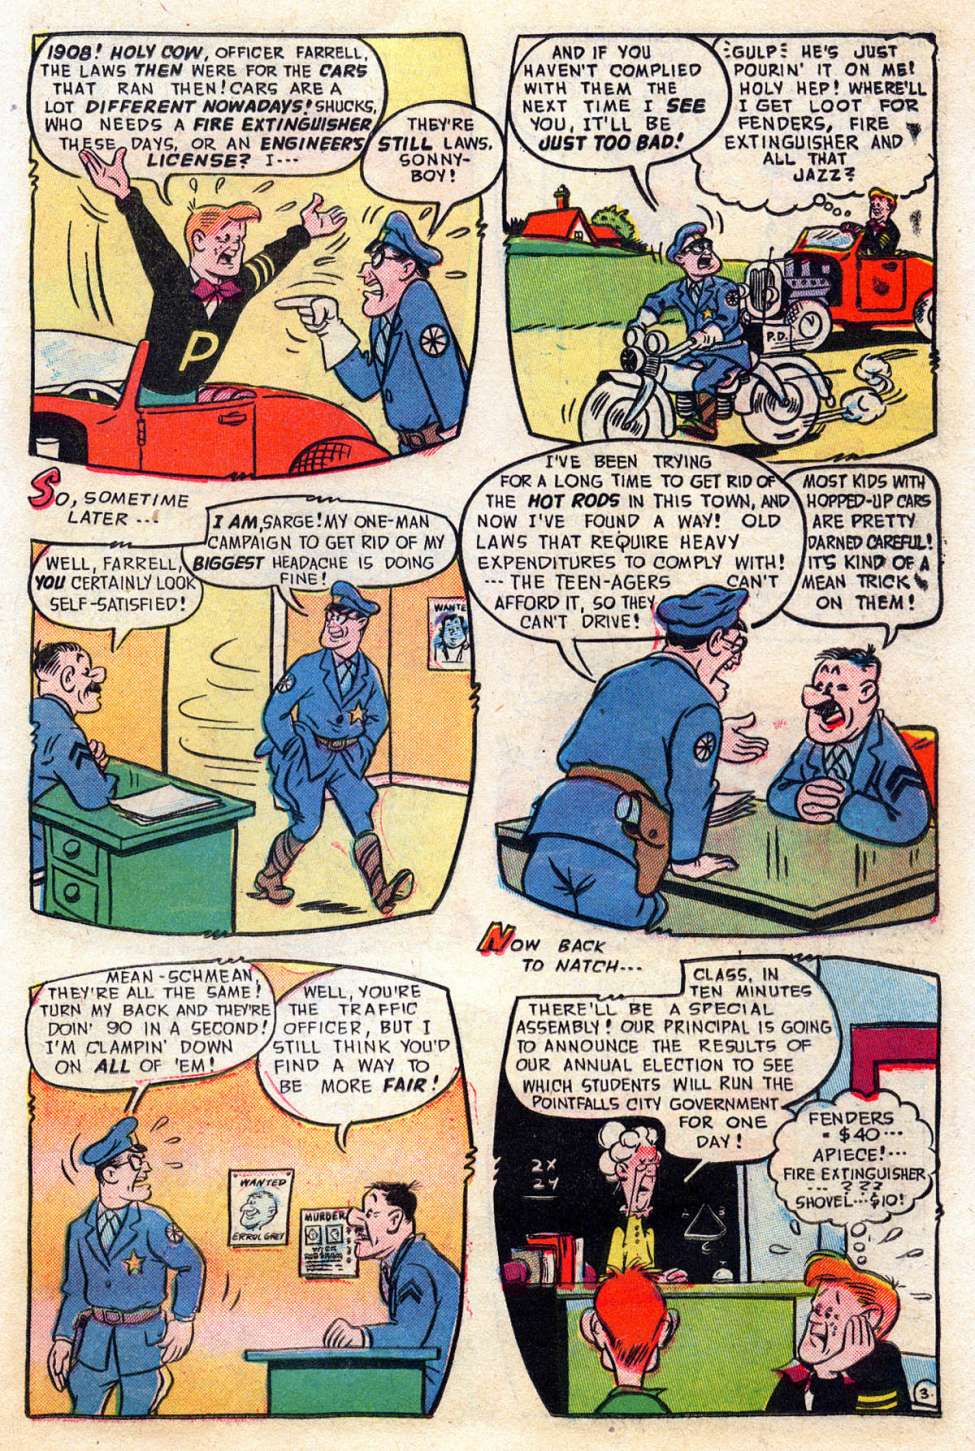 1908! HOLY COW, OFFICER FARRELL,
THE LAWS THEN WERE FOR THE CARS
THAT RAN THEN! CARS ARE A
LOT DIFFERENT NOWADAYS! SHUCKS,
WHO NEEDS A FIRE EXTINGUISHER
THESE DAYS, OR AN ENGINEER'S
LICENSE? I---
THEY'RE
STILL LAWS,
SONNY-
BOY!
P
AND IF YOU
HAVEN'T COMPLIED
WITH THEM THE
NEXT TIME I SEE
YOU, IT'LL BE
JUST TOO BAD!
GULP! HE'S JUST
POURIN' IT ON ME!
HOLY HEP! WHERE'LL
I GET LOOT FOR
FENDERS, FIRE
EXTINGUISHER AND
ALL THAT
JAZZ?
P.D.
SO, SOMETIME
LATER ...
WELL, FARRELL,
YOU CERTAINLY LOOK
SELF-SATISFIED!
I AM, SARGE! MY ONE-MAN
CAMPAIGN TO GET RID OF MY
BIGGEST HEADACHE IS DOING
FINE!
WANTE
I'VE BEEN TRYING
FOR A LONG TIME TO GET RID OF
THE HOT RODS IN THIS TOWN, AND
NOW I'VE FOUND A WAY! OLD
LAWS THAT REQUIRE HEAVY
EXPENDITURES TO COMPLY WITH!
--- THE TEEN-AGERS CAN'T
AFFORD IT, SO THEY
CAN'T DRIVE!
MOST KIDS WITH
HOPPED-UP CARS
ARE PRETTY
DARNED CAREFUL!
IT'S KIND OF A
MEAN TRICK
ON THEM!
MEAN-SCHMEAN,
THEY'RE ALL THE SAME!
TURN MY BACK AND THEY'RE
DOIN' 90 IN A SECOND!
I'M CLAMPIN' DOWN
ON ALL OF 'EM!
WELL, YOU'RE
THE TRAFFIC
OFFICER, BUT I
STILL THINK YOU'D
FIND A WAY TO
BE MORE FAIR!
WANTED
ERROL GREY
MURDER
NOW BACK
TO NATCH...
CLASS, IN
TEN MINUTES
THERE'LL BE A SPECIAL
ASSEMBLY! OUR PRINCIPAL IS GOING
TO ANNOUNCE THE RESULTS OF
OUR ANNUAL ELECTION TO SEE
WHICH STUDENTS WILL RUN THE
POINTFALLS CITY GOVERNMENT
FOR ONE
DAY!
FENDERS
= $40...
APIECE!...
FIRE EXTINGUISHER
... ???
SHOVEL...$10!
2X
2Y
A B
C
3